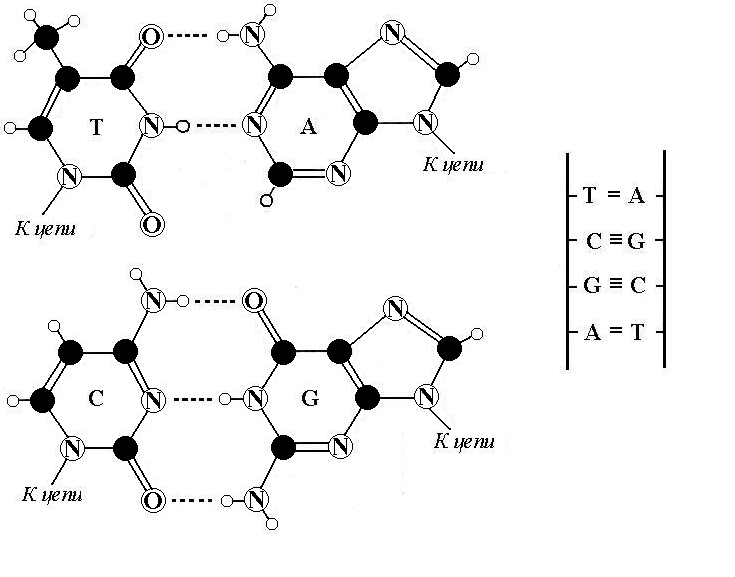 O N N
T N A N N
N N К цепи
К цепи O
T = A
C ≡ G
G ≡ C
A = T
N O N
C N N G N
N N К цепи
К цепи O N